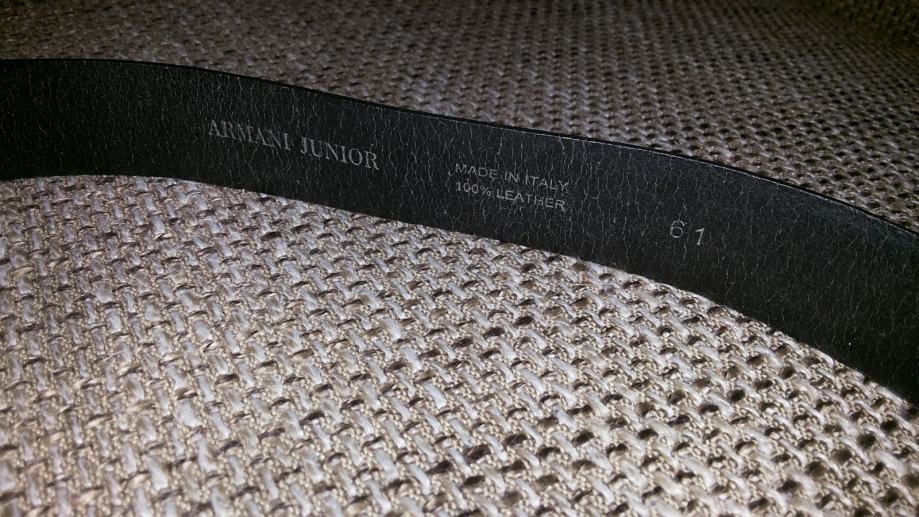 ARMANI JUNIOR
MADE IN ITALY
100% LEATHER
61